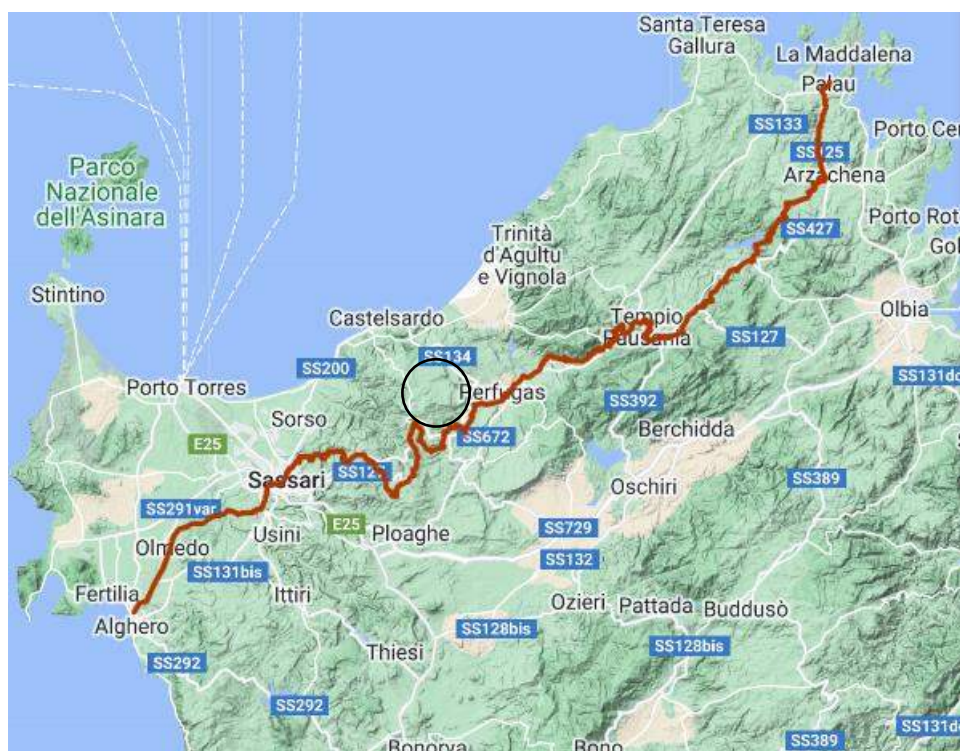 Santa Teresa
Gallura
La Maddalena
Palau
SS133
Porto Cer
SS125
Arzachena
Parco
Nazionale
dell'Asinara
Porto Rot
SS427
Gol
Trinità
d'Agultu
e Vignola
Stintino
Olbia
Castelsardo
Tempio
Pausania
SS127
SS134
SS200
SS131dc
Porto Torres
Perfugas
SS392
Sorso
Berchidda
E25
SS672
Sassari
SS389
Oschiri
SS291var
E25
Usini
Ploaghe
SS729
Olmedo
SS132
SS131bis
Fertilia
Ittiri
Ozieri
Pattada
Buddusò
Alghero
SS128bis
Thiesi
SS128bis
SS292
SS292
SS131dc
SS389
Bonorva
Bono